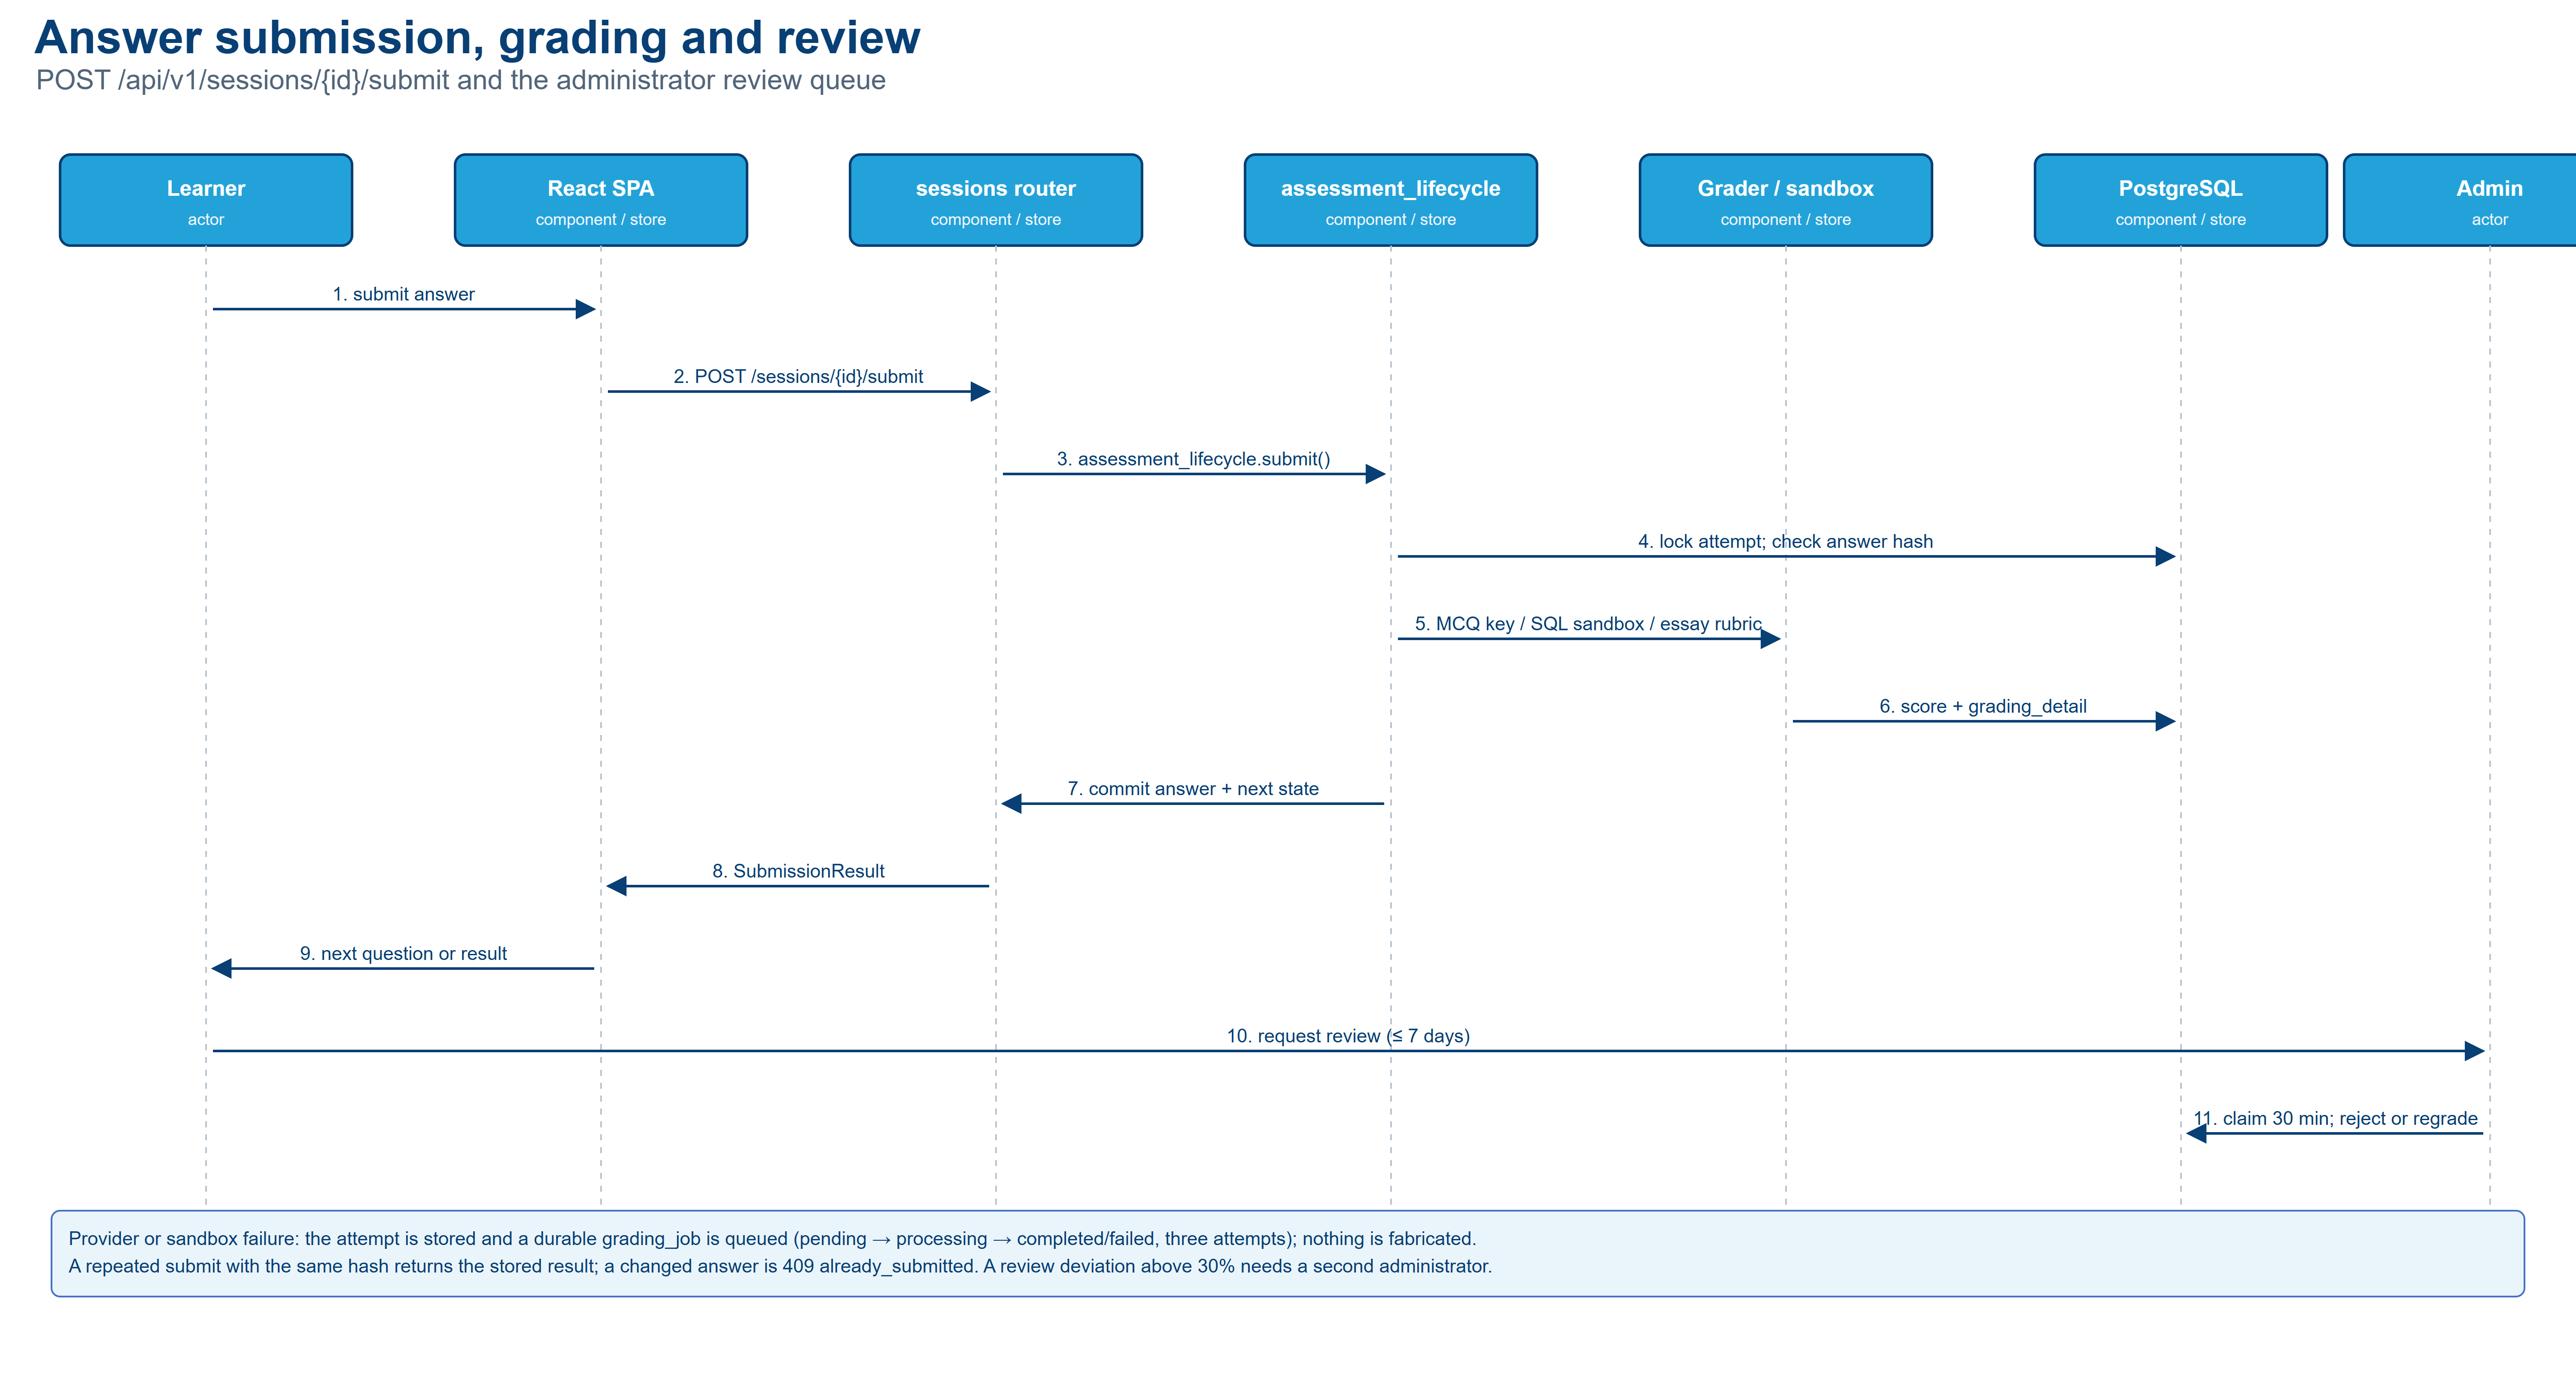 Answer submission, grading and review
POST /api/v1/sessions/{id}/submit and the administrator review queue
Learner
actor
React SPA
component / store
sessions router
component / store
assessment_lifecycle
component / store
Grader / sandbox
component / store
PostgreSQL
component / store
Admin
actor
1. submit answer
2. POST /sessions/{id}/submit
3. assessment_lifecycle.submit()
4. lock attempt; check answer hash
5. MCQ key / SQL sandbox / essay rubric
6. score + grading_detail
7. commit answer + next state
8. SubmissionResult
9. next question or result
10. request review (≤ 7 days)
11. claim 30 min; reject or regrade
Provider or sandbox failure: the attempt is stored and a durable grading_job is queued (pending → processing → completed/failed, three attempts); nothing is fabricated.
A repeated submit with the same hash returns the stored result; a changed answer is 409 already_submitted. A review deviation above 30% needs a second administrator.